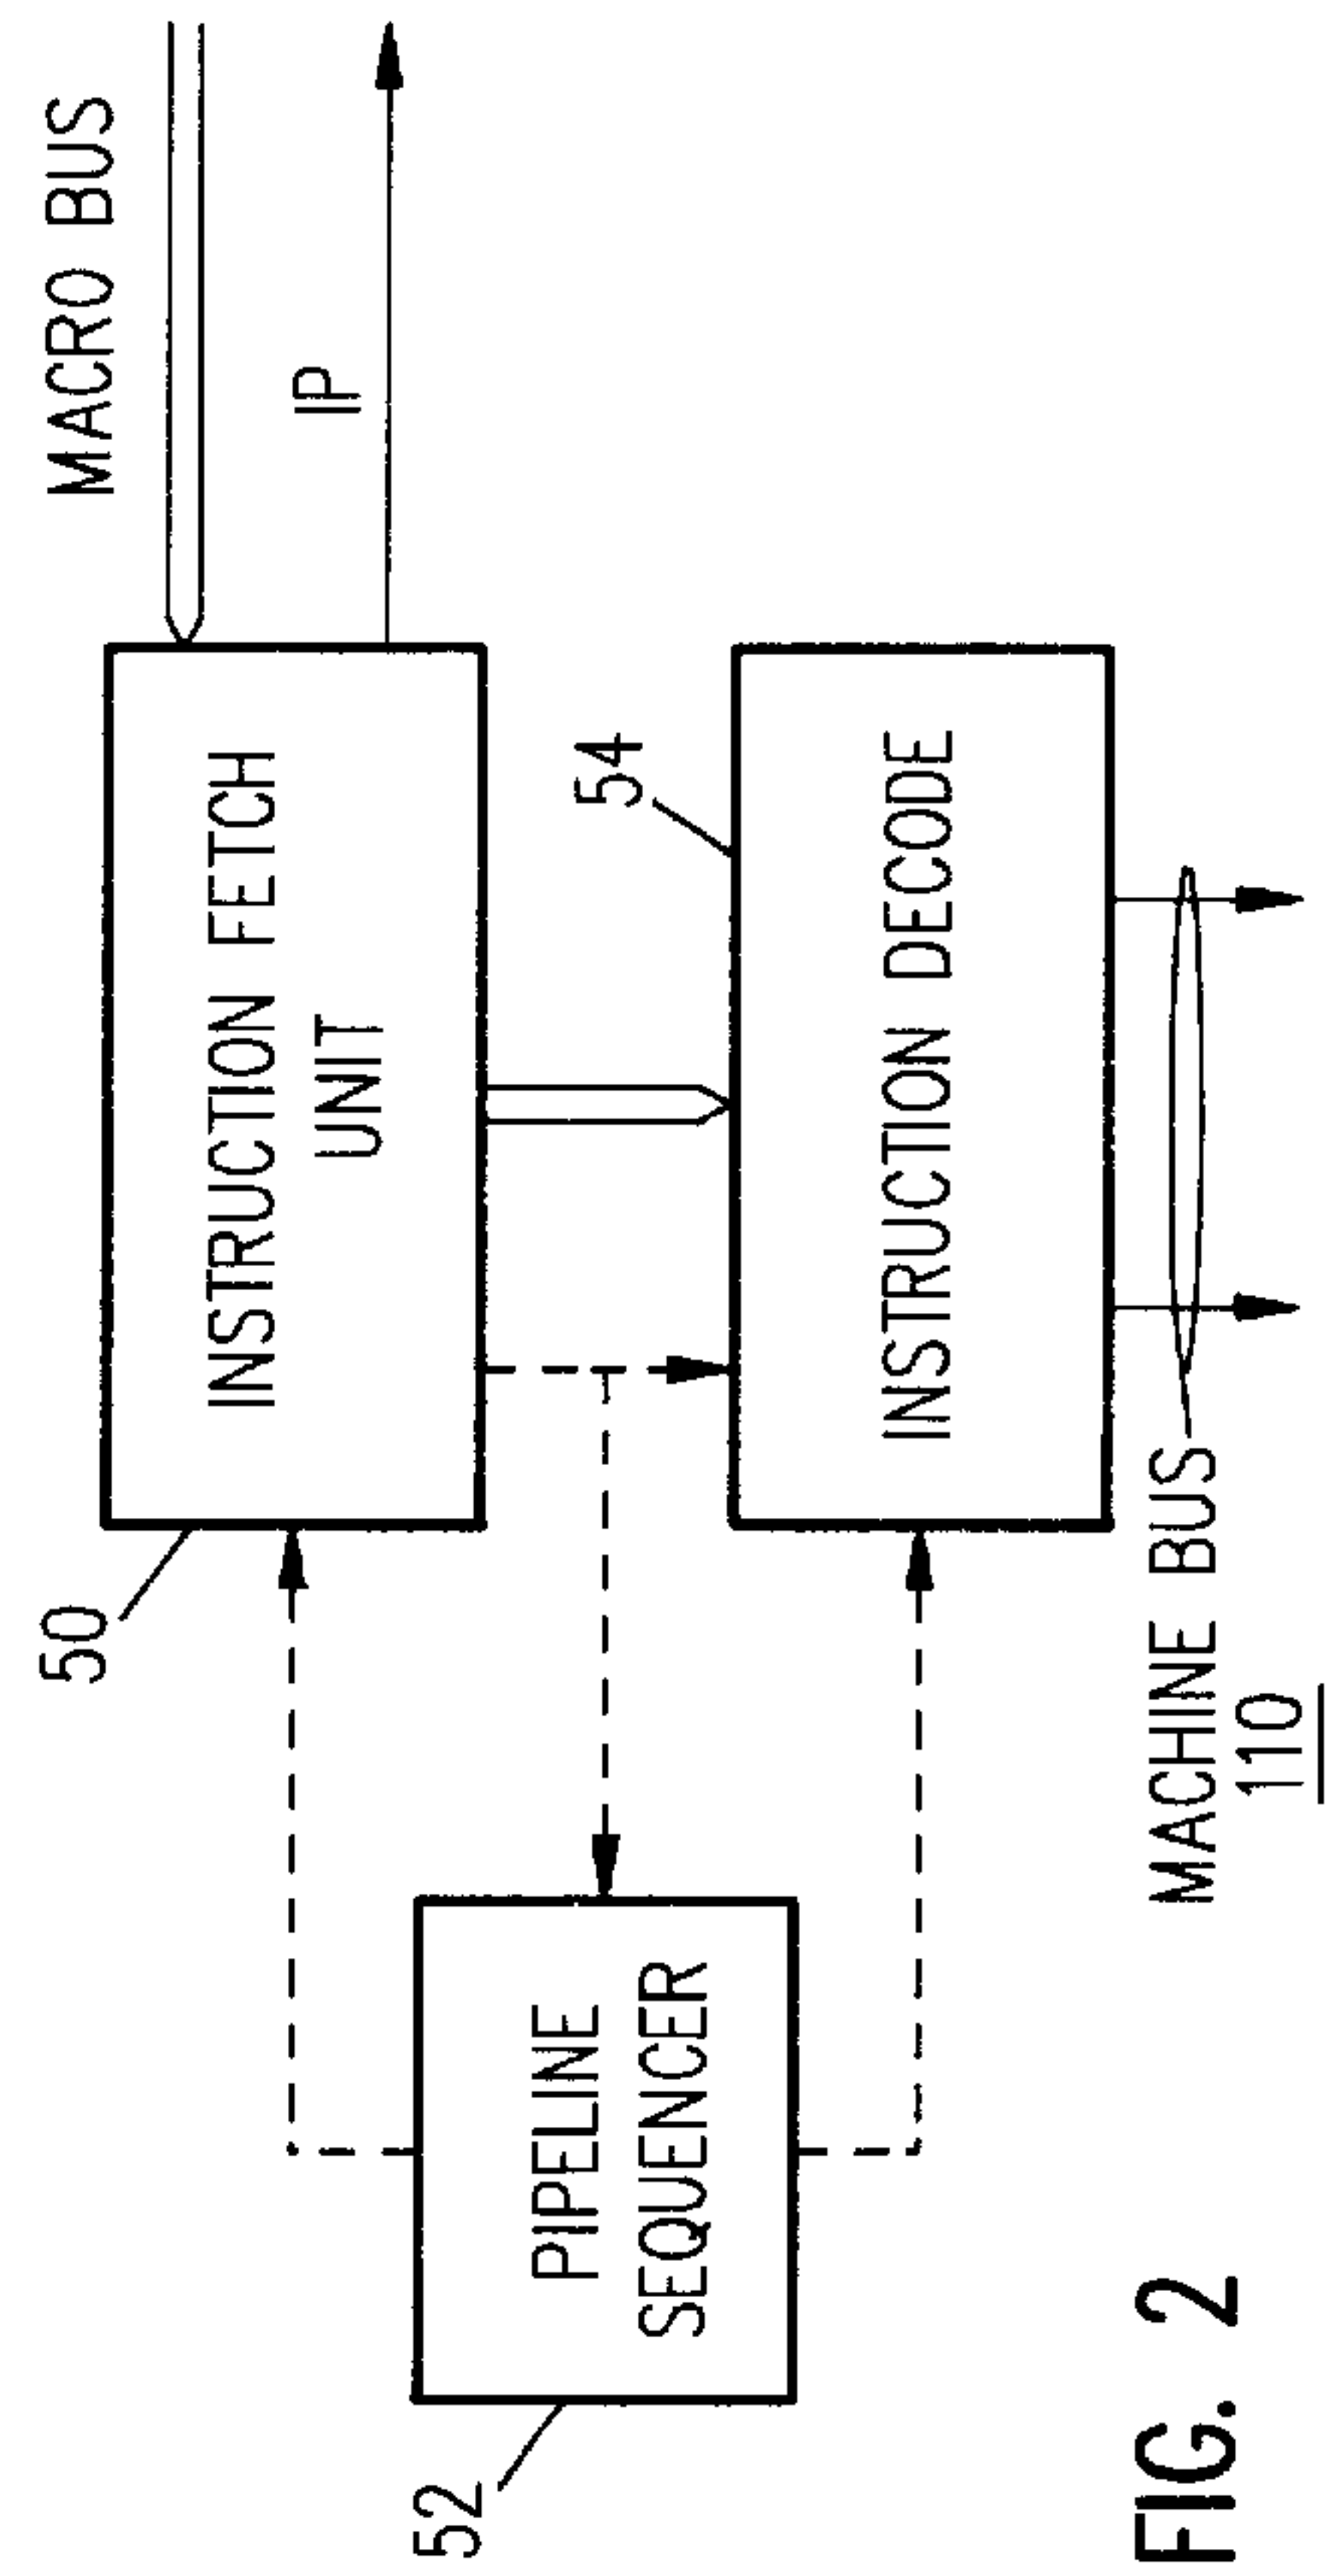 MACRO BUS
IP
50
INSTRUCTION FETCH
UNIT
54
52
PIPELINE
SEQUENCER
INSTRUCTION DECODE
MACHINE BUS
110
FIG. 2